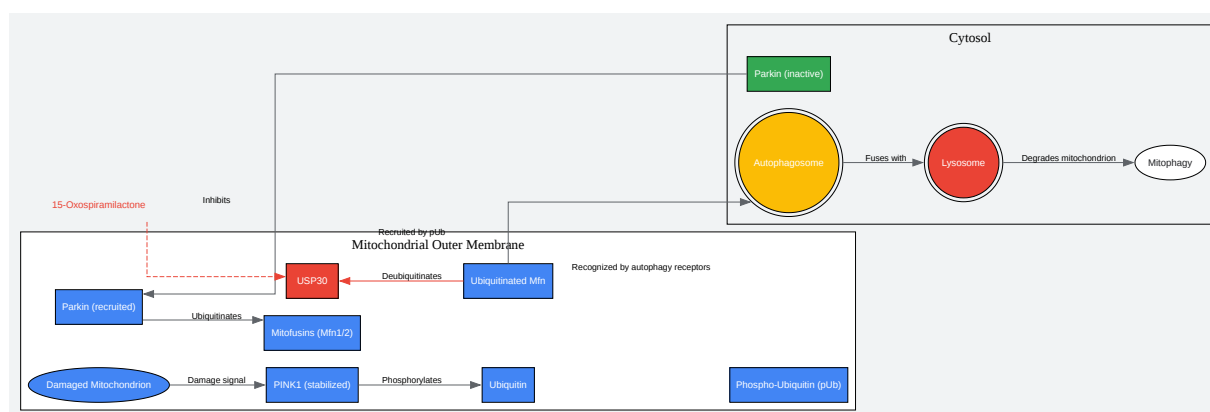 Cytosol
Parkin (inactive)
Autophagosome
Fuses with
Lysosome
Degrades mitochondrion
Mitophagy
15-Oxospiramilactone
Inhibits
Recruited by pUb
Mitochondrial Outer Membrane
USP30
Deubiquitinates
Ubiquitinated Mfn
Recognized by autophagy receptors
Parkin (recruited)
Ubiquitinates
Mitofusins (Mfn1/2)
Damaged Mitochondrion
Damage signal
PINK1 (stabilized)
Phosphorylates
Ubiquitin
Phospho-Ubiquitin (pUb)